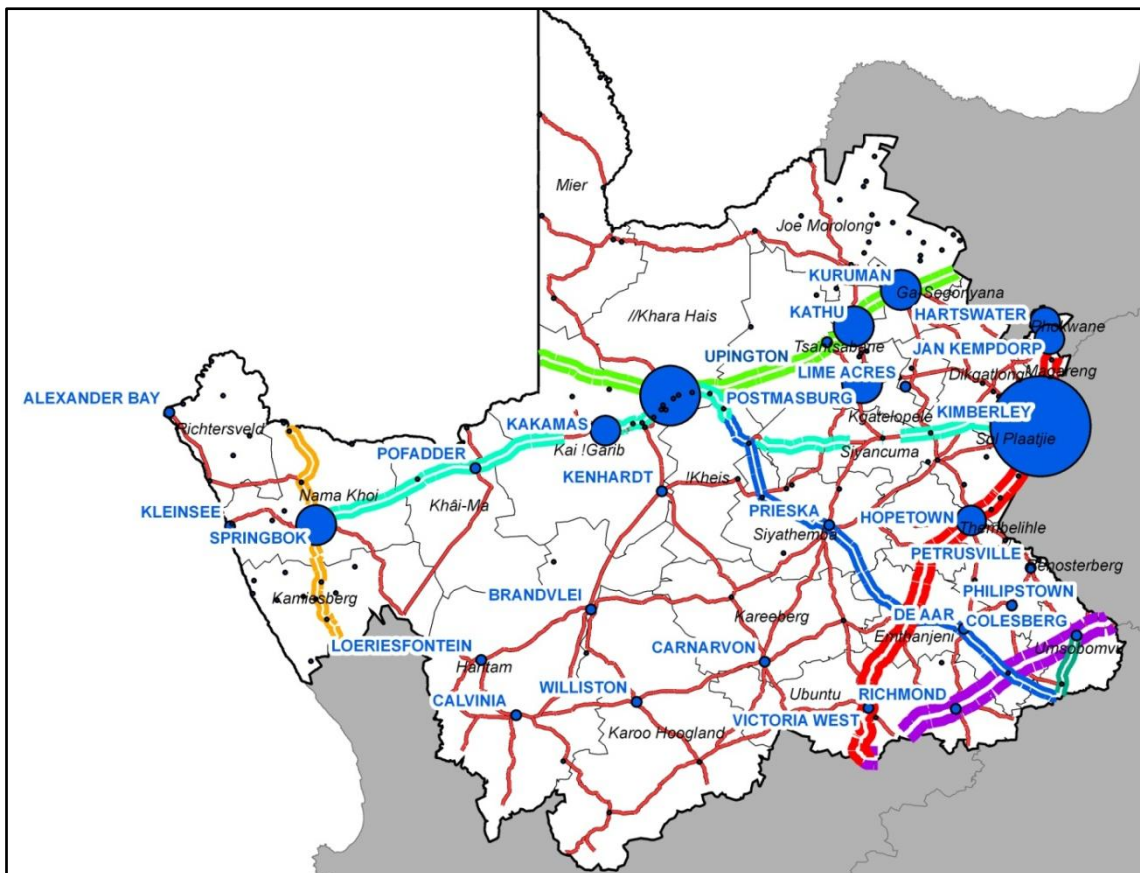 Mier
Joe Morolong
KURUMAN
Ga-Segonyana
//Khara Hais
KATHU
HARTSWATER
Phokwane
Tsantsabane
UPINGTON
JAN KEMPDORP
LIME ACRES
Dikgatlong
Magareng
ALEXANDER BAY
POSTMASBURG
Kgatelopele
KIMBERLEY
Richtersveld
KAKAMAS
Sol Plaatjie
Kai !Garib
Siyancuma
POFADDER
KENHARDT
!Kheis
Nama Khoi
Khâi-Ma
KLEINSEE
PRIESKA
HOPETOWN
SPRINGBOK
Siyathemba
Thembelihle
PETRUSVILLE
Renosterberg
Kamiesberg
BRANDVLEI
PHILIPSTOWN
Kareeberg
DE AAR
COLESBERG
Emthanjeni
LOERIESFONTEIN
CARNARVON
Umsobomvu
Hantam
CALVINIA
WILLISTON
Ubuntu
RICHMOND
VICTORIA WEST
Karoo Hoogland